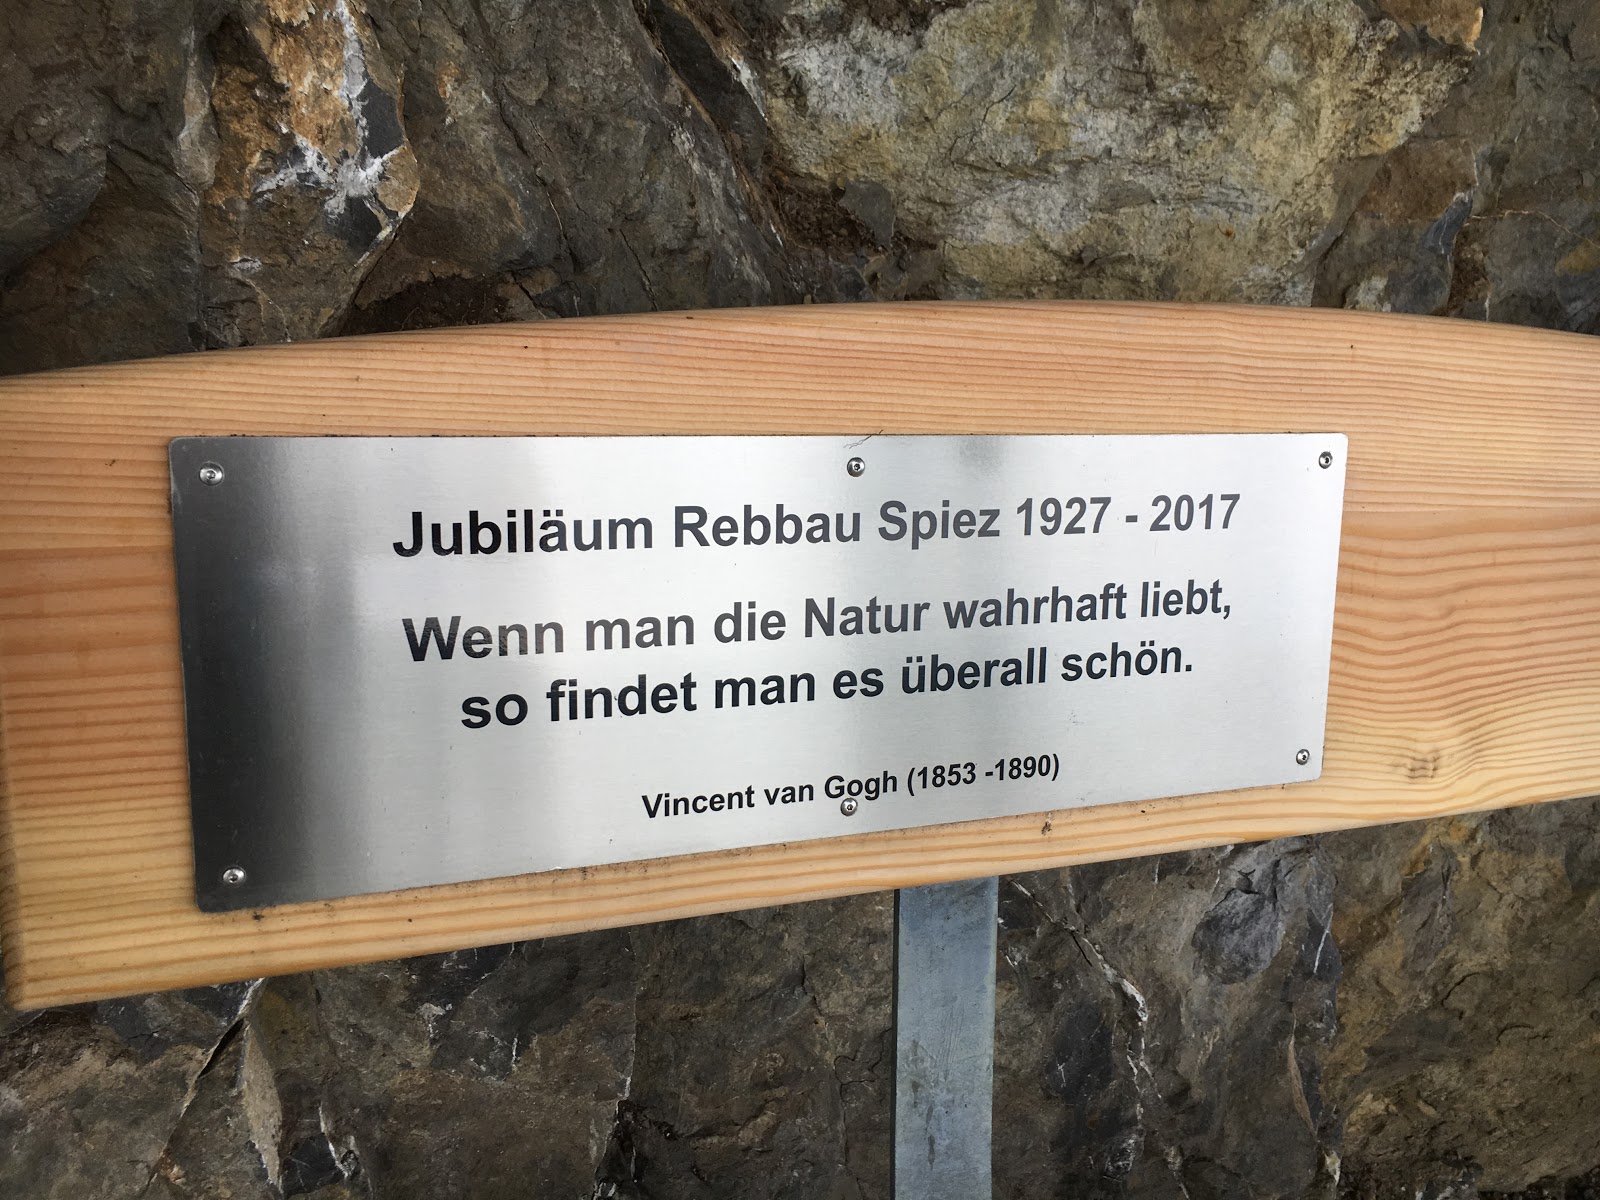 Jubiläum Rebbau Spiez 1927 - 2017
Wenn man die Natur wahrhaft liebt,
so findet man es überall schön.
Vincent van Gogh (1853 -1890)